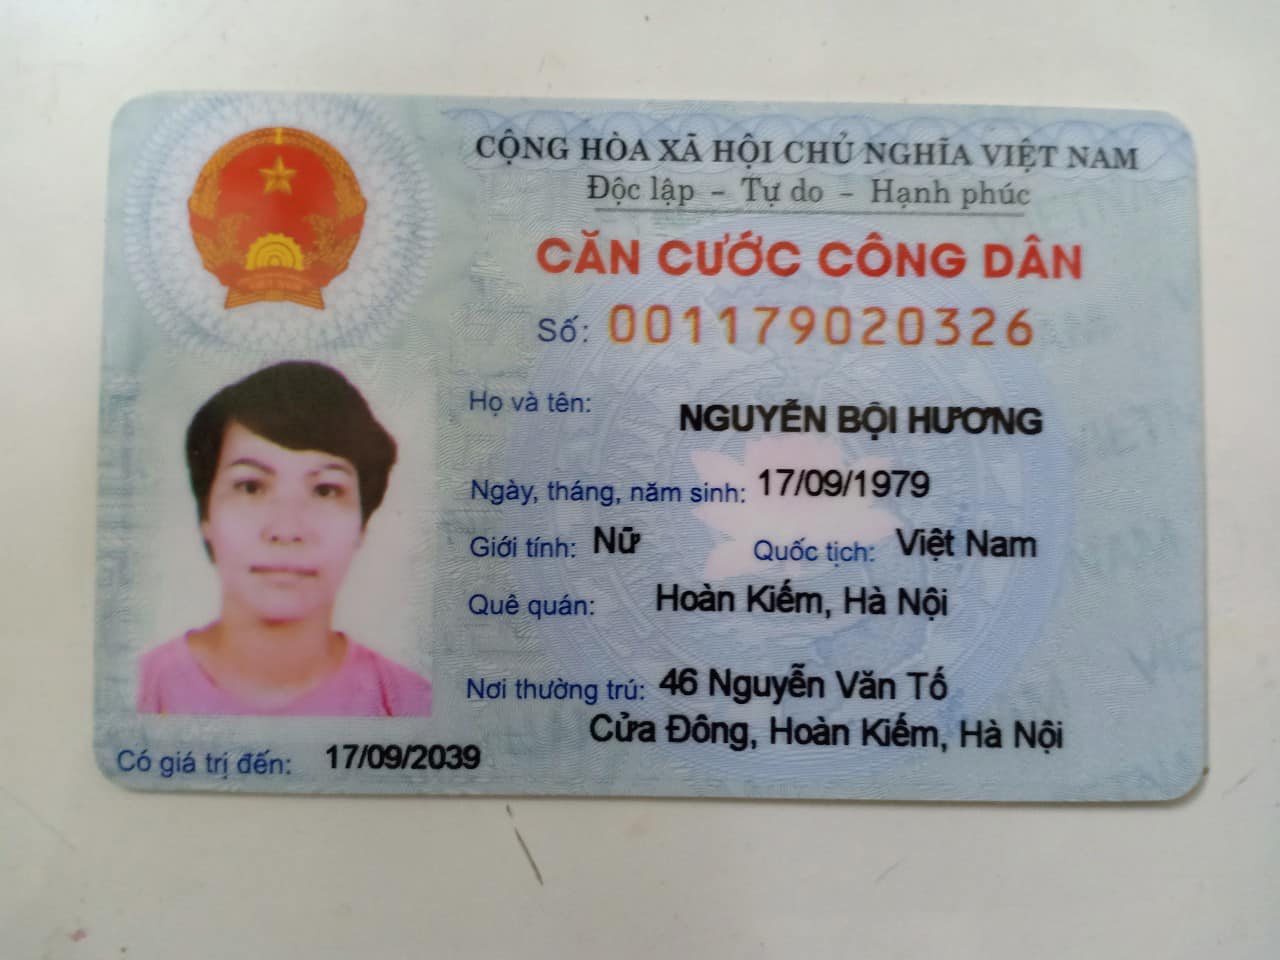 CỘNG HÒA XÃ HỘI CHỦ NGHĨA VIỆT NAM
Độc lập - Tự do - Hạnh phúc
CĂN CƯỚC CÔNG DÂN
Số: 001179020326
Họ và tên: NGUYỄN BỘI HƯƠNG
Ngày, tháng, năm sinh: 17/09/1979
Giới tính: Nữ Quốc tịch: Việt Nam
Quê quán: Hoàn Kiếm, Hà Nội
Nơi thường trú: 46 Nguyễn Văn Tố
Cửa Đông, Hoàn Kiếm, Hà Nội
Có giá trị đến: 17/09/2039